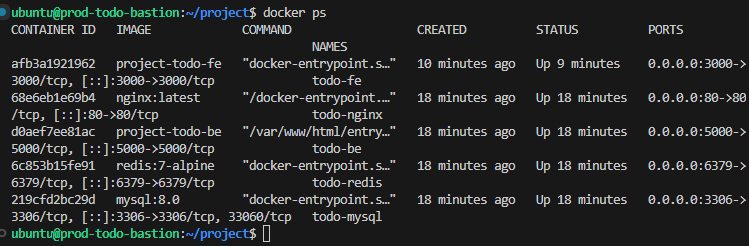 ubuntu@prod-todo-bastion:~/project$ docker ps
CONTAINER ID   IMAGE             COMMAND                  CREATED          STATUS          PORTS
                                          NAMES
afb3a1921962   project-todo-fe   "docker-entrypoint.s…"   10 minutes ago   Up 9 minutes    0.0.0.0:3000->
3000/tcp, [::]:3000->3000/tcp             todo-fe
68e6eb1e69b4   nginx:latest      "/docker-entrypoint.…"   18 minutes ago   Up 18 minutes   0.0.0.0:80->80
/tcp, [::]:80->80/tcp                     todo-nginx
d0aef7ee81ac   project-todo-be   "/var/www/html/entry…"   18 minutes ago   Up 18 minutes   0.0.0.0:5000->
5000/tcp, [::]:5000->5000/tcp             todo-be
6c853b15fe91   redis:7-alpine    "docker-entrypoint.s…"   18 minutes ago   Up 18 minutes   0.0.0.0:6379->
6379/tcp, [::]:6379->6379/tcp             todo-redis
219cfd2bc29d   mysql:8.0         "docker-entrypoint.s…"   18 minutes ago   Up 18 minutes   0.0.0.0:3306->
3306/tcp, [::]:3306->3306/tcp, 33060/tcp   todo-mysql
ubuntu@prod-todo-bastion:~/project$